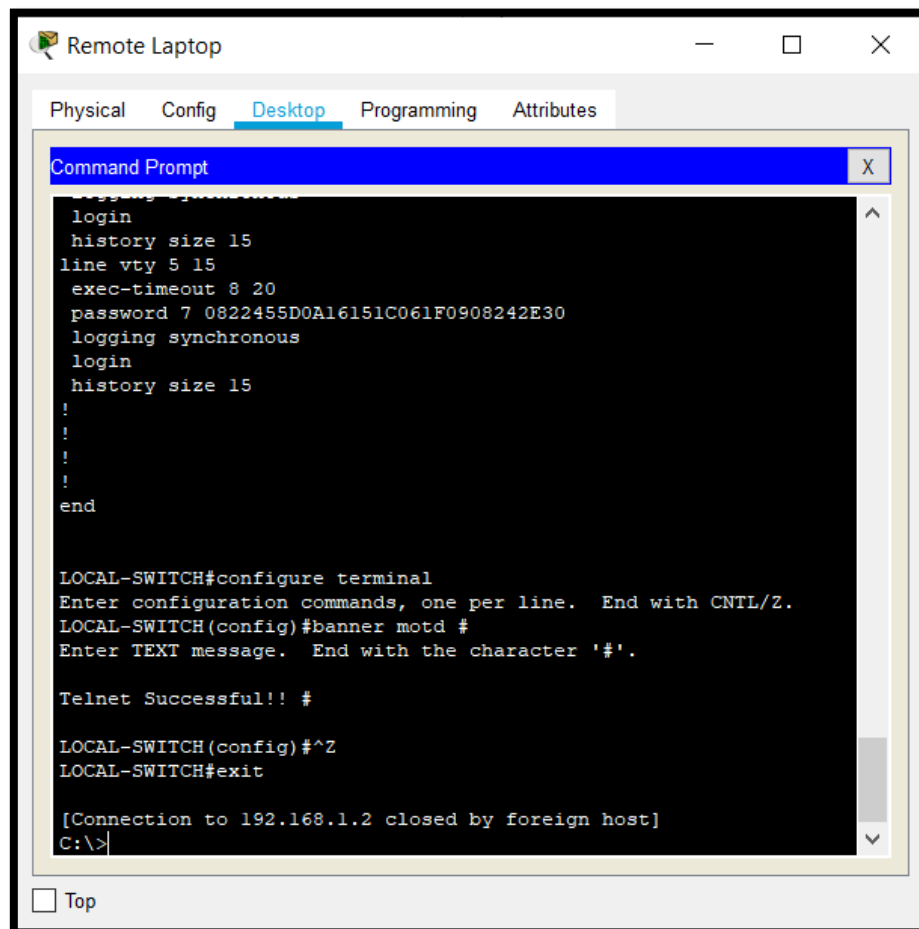 Remote Laptop
Physical Config Desktop Programming Attributes
Command Prompt X
logging synchronous
login
history size 15
line vty 5 15
exec-timeout 8 20
password 7 0822455D0A16151C061F0908242E30
logging synchronous
login
history size 15
!
!
!
!
end
LOCAL-SWITCH#configure terminal
Enter configuration commands, one per line. End with CNTL/Z.
LOCAL-SWITCH(config)#banner motd #
Enter TEXT message. End with the character '#'.
Telnet Successful!! #
LOCAL-SWITCH(config)#^Z
LOCAL-SWITCH#exit
[Connection to 192.168.1.2 closed by foreign host]
C:\>
Top